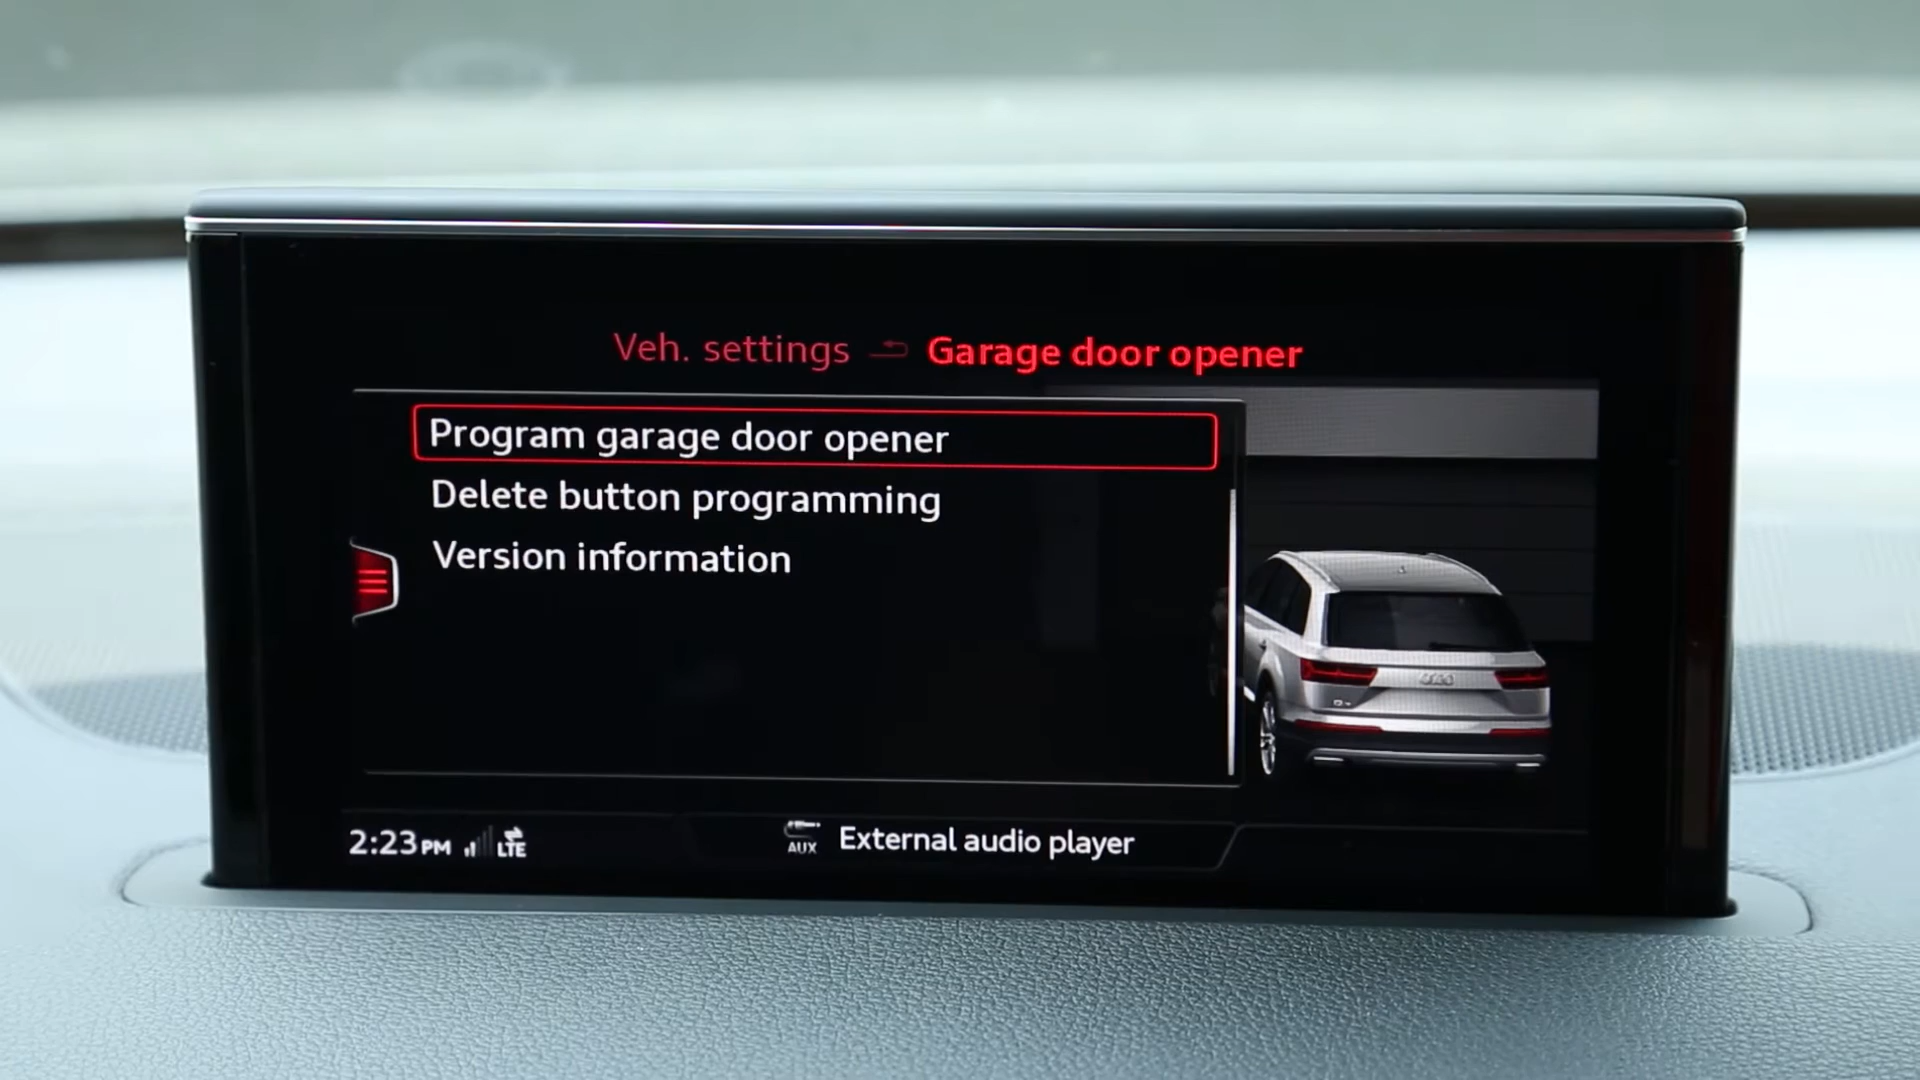 Veh. settings Garage door opener
Program garage door opener
Delete button programming
Version information
2:23 PM LTE AUX External audio player